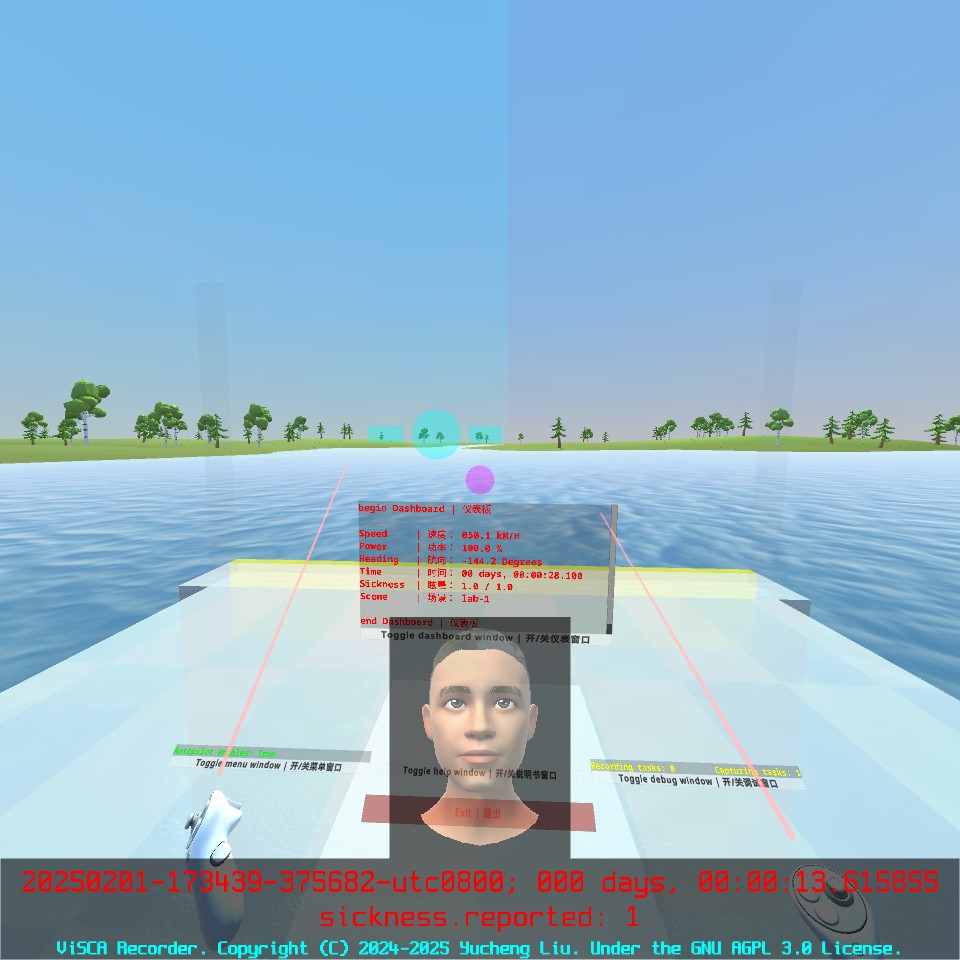 begin Dashboard | 仪表板
Speed | 速度: 050.1 kM/H
Power | 功率: 100.0 %
Heading | 航向: -144.2 Degrees
Time | 时间: 00 days, 00:00:28.100
Sickness | 眩晕: 1.0 / 1.0
Scene | 场景: lab-1
end Dashboard | 仪表板
Toggle dashboard window | 开/关仪表窗口
Autopilot enabled: True
Toggle menu window | 开/关菜单窗口
Toggle help window | 开/关说明书窗口
Recording tasks: 0 Capturing tasks: 1
Toggle debug window | 开/关调试窗口
Exit | 退出
20250201-173439-375682-utc0800; 000 days, 00:00:13.615855
sickness.reported: 1
ViSCA Recorder. Copyright (C) 2024-2025 Yucheng Liu. Under the GNU AGPL 3.0 License.